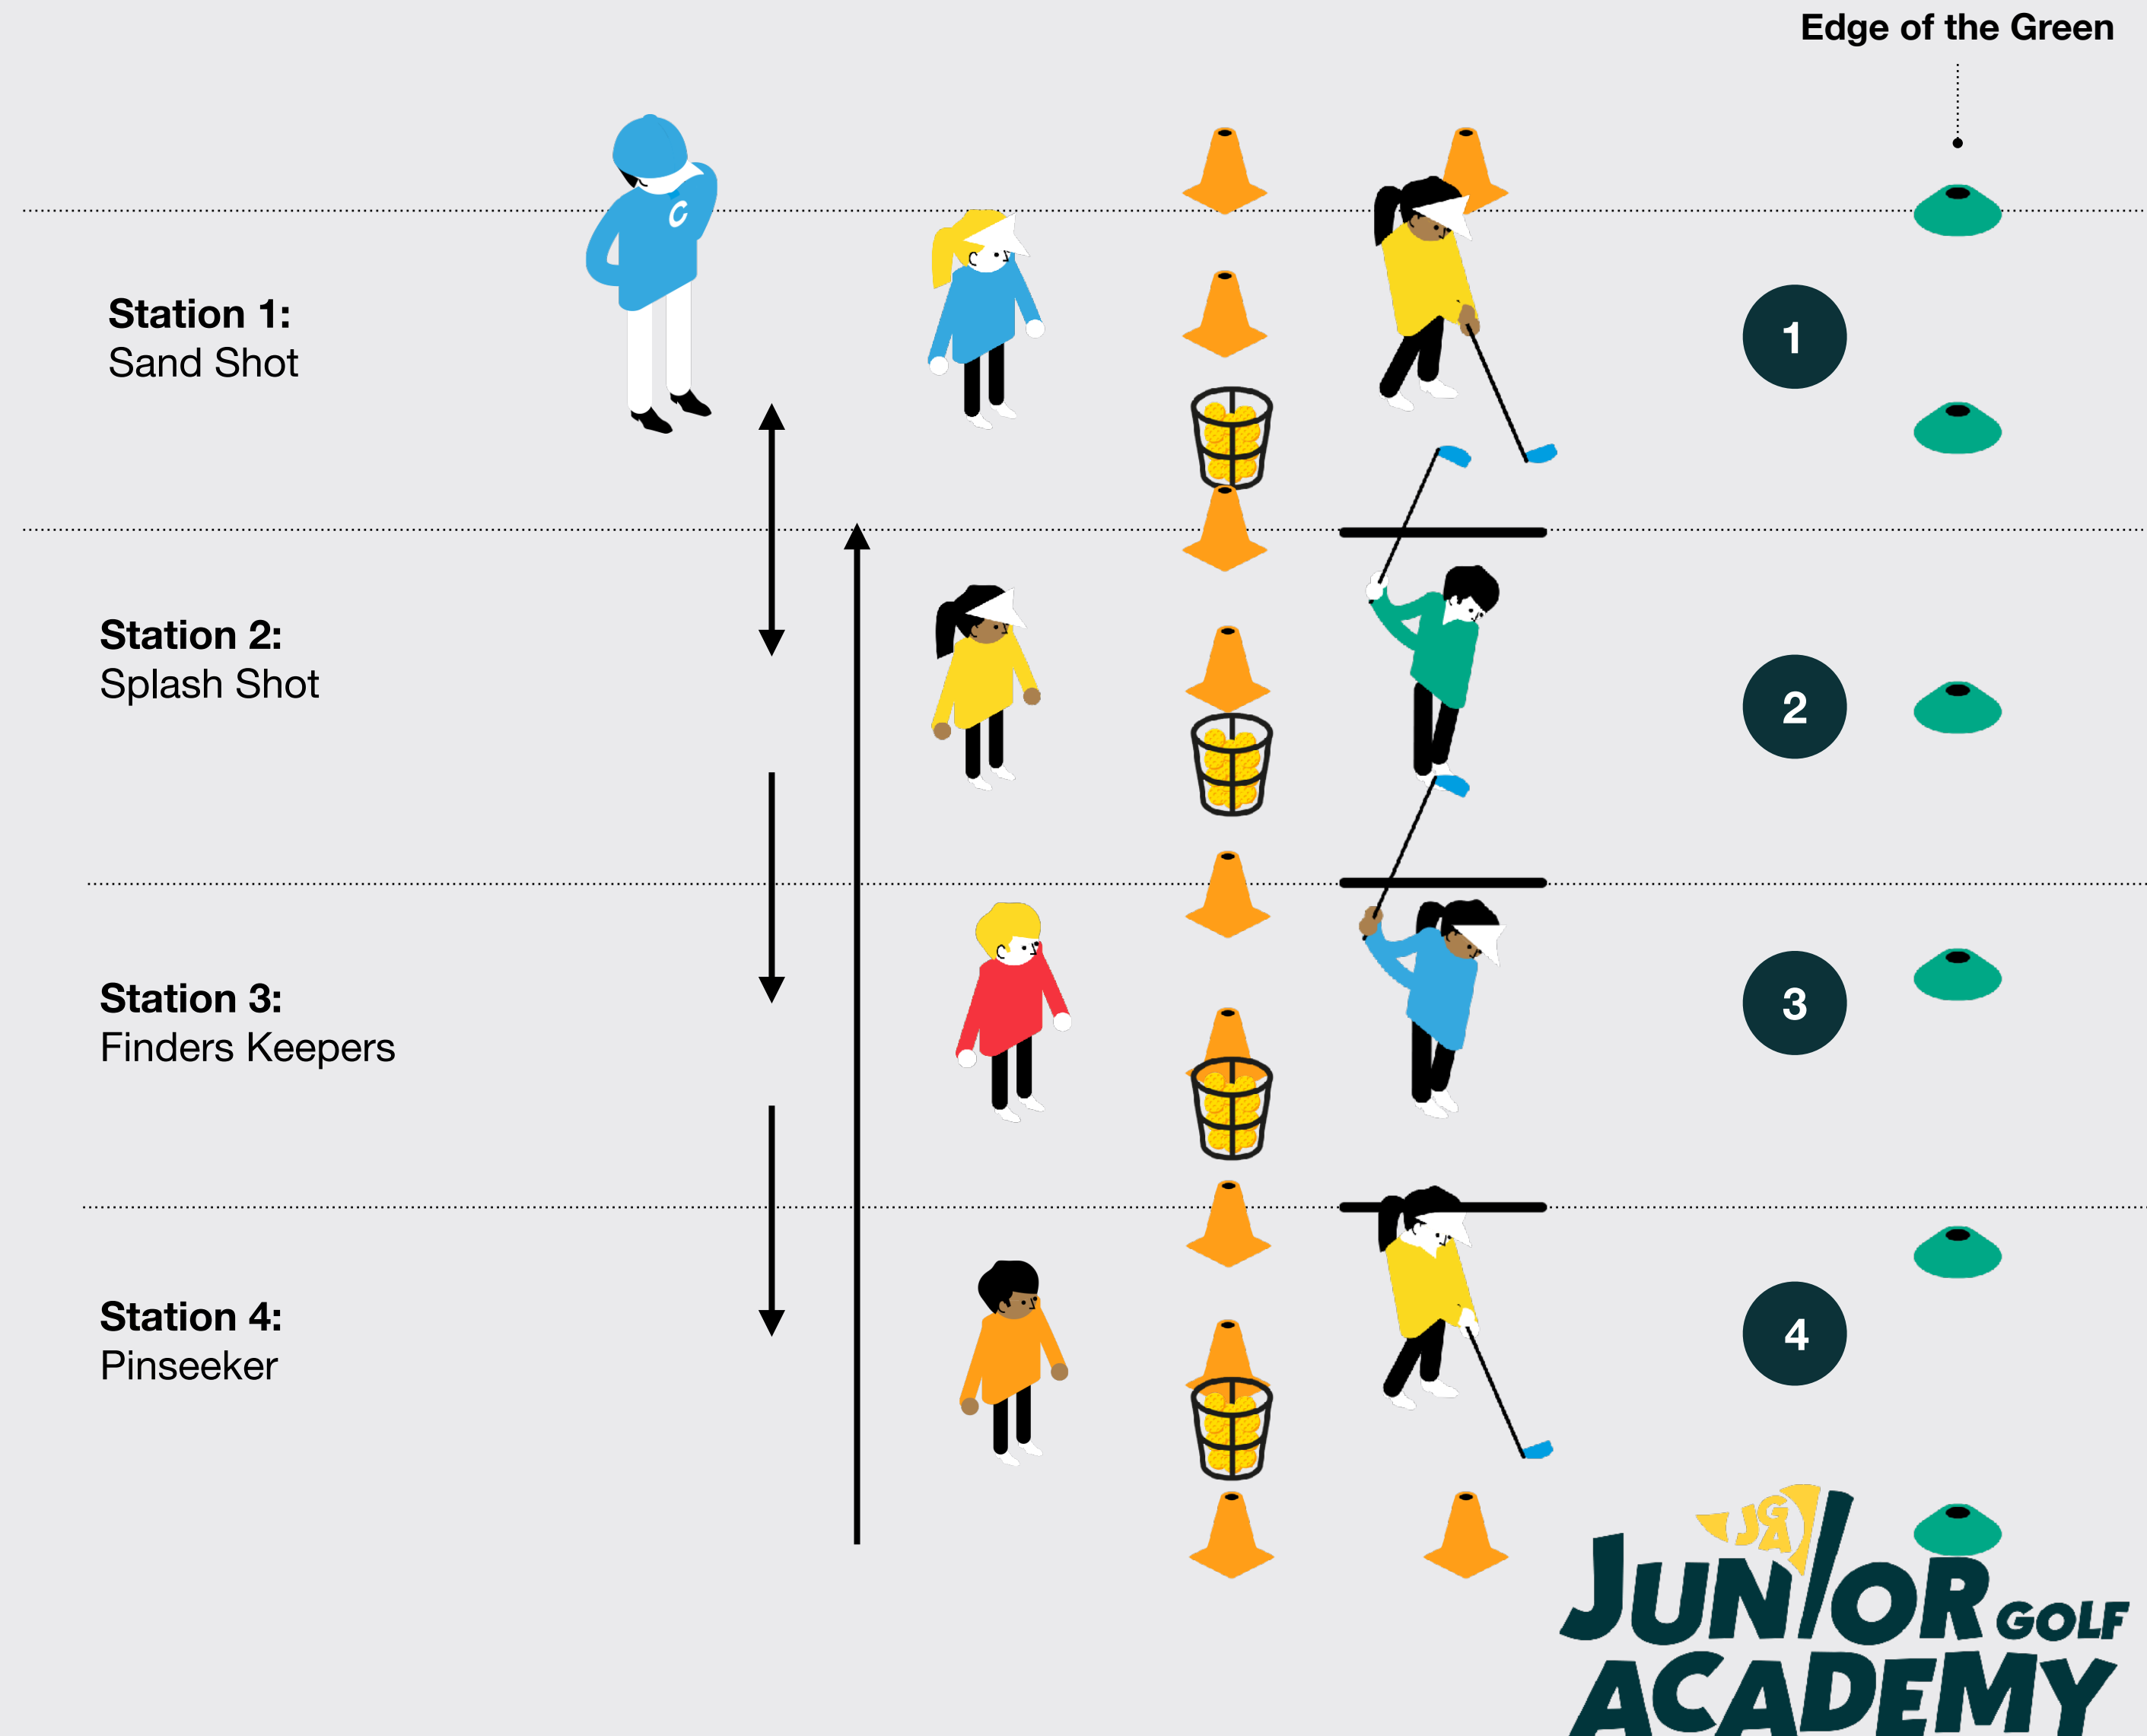 Edge of the Green
C
Station 1:
Sand Shot
1
Station 2:
Splash Shot
2
Station 3:
Finders Keepers
3
Station 4:
Pinseeker
4
JGA
JUNIOR GOLF
ACADEMY